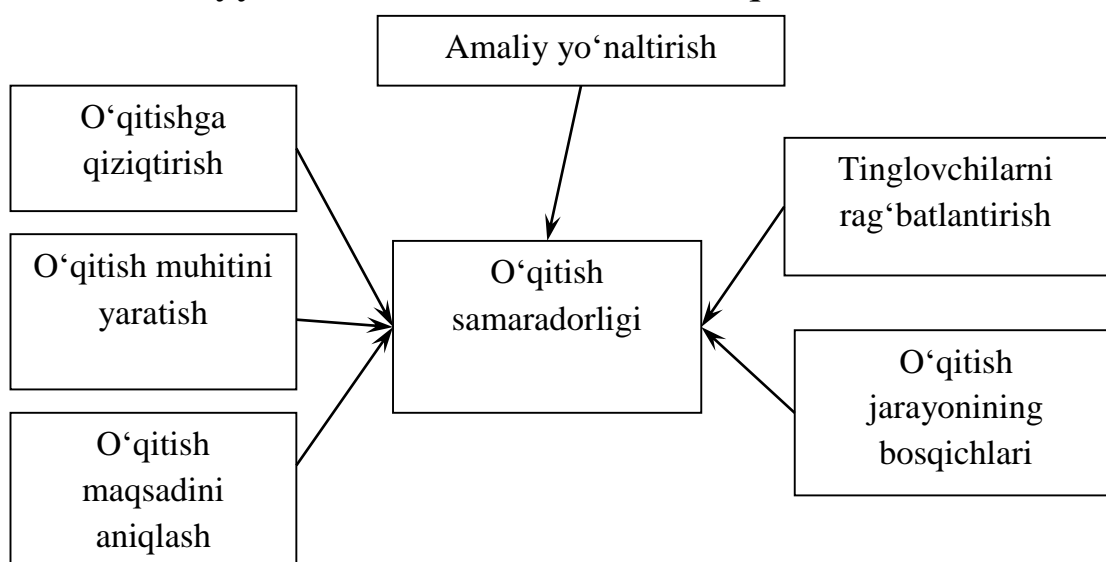 Amaliy yo‘naltirish
O‘qitishga
qiziqtirish
Tinglovchilarni
rag‘batlantirish
O‘qitish muhitini
yaratish
O‘qitish
samaradorligi
O‘qitish
jarayonining
bosqichlari
O‘qitish
maqsadini
aniqlash